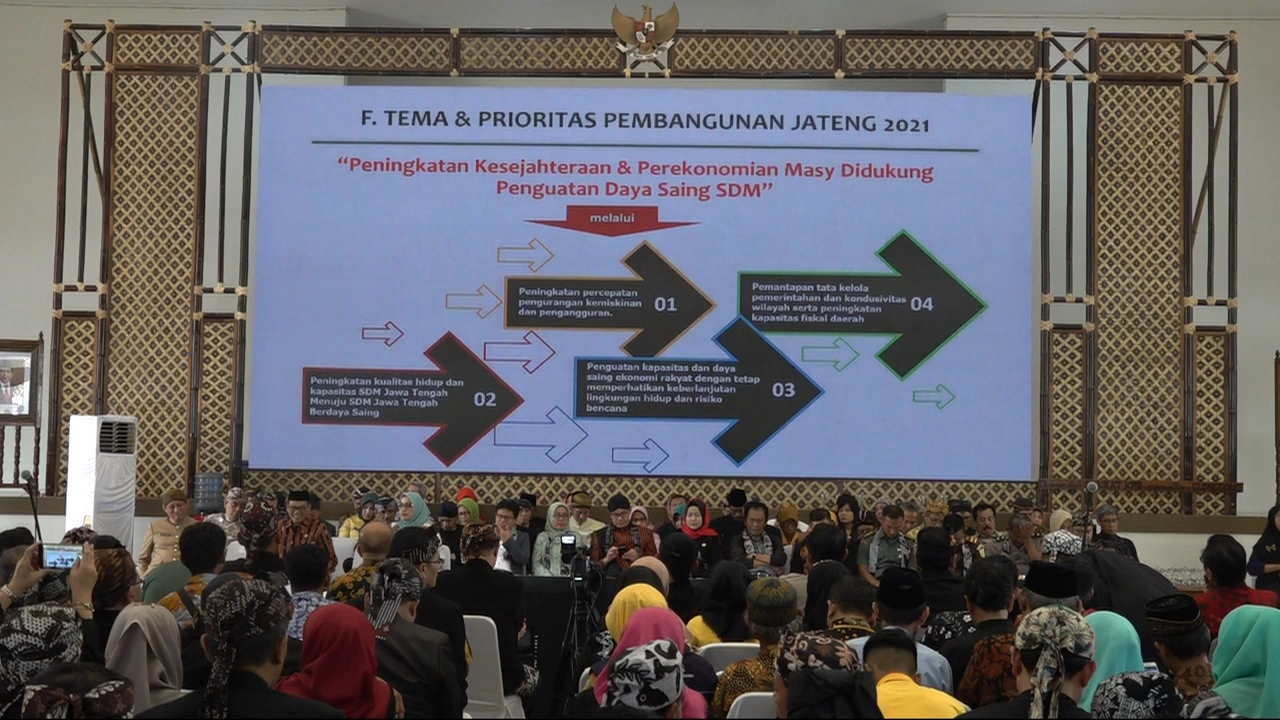 F. TEMA & PRIORITAS PEMBANGUNAN JATENG 2021
“Peningkatan Kesejahteraan & Perekonomian Masy Didukung
Penguatan Daya Saing SDM”
melalui
Peningkatan percepatan
pengurangan kemiskinan
dan pengangguran.
01
Peningkatan kualitas hidup dan
kapasitas SDM Jawa Tengah
Menuju SDM Jawa Tengah
Berdaya Saing
02
Penguatan kapasitas dan daya
saing ekonomi rakyat dengan tetap
memperhatikan keberlanjutan
lingkungan hidup dan risiko
bencana
03
Pemantapan tata kelola
pemerintahan dan kondusivitas
wilayah serta peningkatan
kapasitas fiskal daerah
04